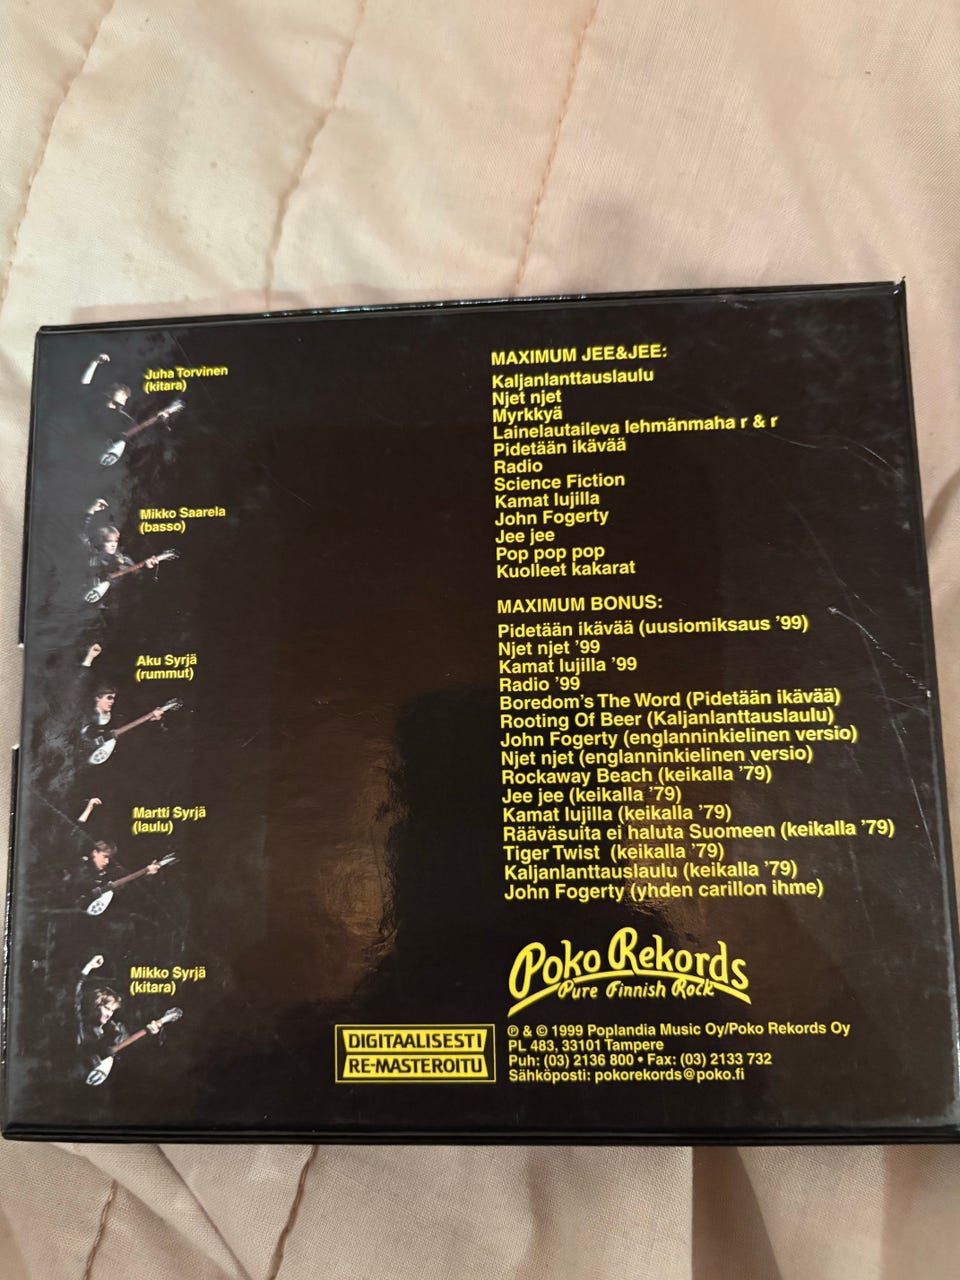 Juha Torvinen
(kitara)
Mikko Saarela
(basso)
Aku Syrjä
(rummut)
Martti Syrjä
(laulu)
Mikko Syrjä
(kitara)
MAXIMUM JEE&JEE:
Kaljanlanttauslaulu
Njet njet
Myrkkyä
Lainelautaileva lehmänmaha r & r
Pidetään ikävää
Radio
Science Fiction
Kamat lujilla
John Fogerty
Jee jee
Pop pop pop
Kuolleet kakarat
MAXIMUM BONUS:
Pidetään ikävää (uusiomiksaus '99)
Njet njet '99
Kamat lujilla '99
Radio '99
Boredom's The Word (Pidetään ikävää)
Rooting Of Beer (Kaljanlanttauslaulu)
John Fogerty (englanninkielinen versio)
Njet njet (englanninkielinen versio)
Rockaway Beach (keikalla '79)
Jee jee (keikalla '79)
Kamat lujilla (keikalla '79)
Rääväsuita ei haluta Suomeen (keikalla '79)
Tiger Twist (keikalla '79)
Kaljanlanttauslaulu (keikalla '79)
John Fogerty (yhden carillon ihme)
Poko Rekords
Pure Finnish Rock
DIGITAALISESTI
RE-MASTEROITU
℗ & © 1999 Poplandia Music Oy/Poko Rekords Oy
PL 483, 33101 Tampere
Puh: (03) 2136 800 • Fax: (03) 2133 732
Sähköposti: pokorekords@poko.fi